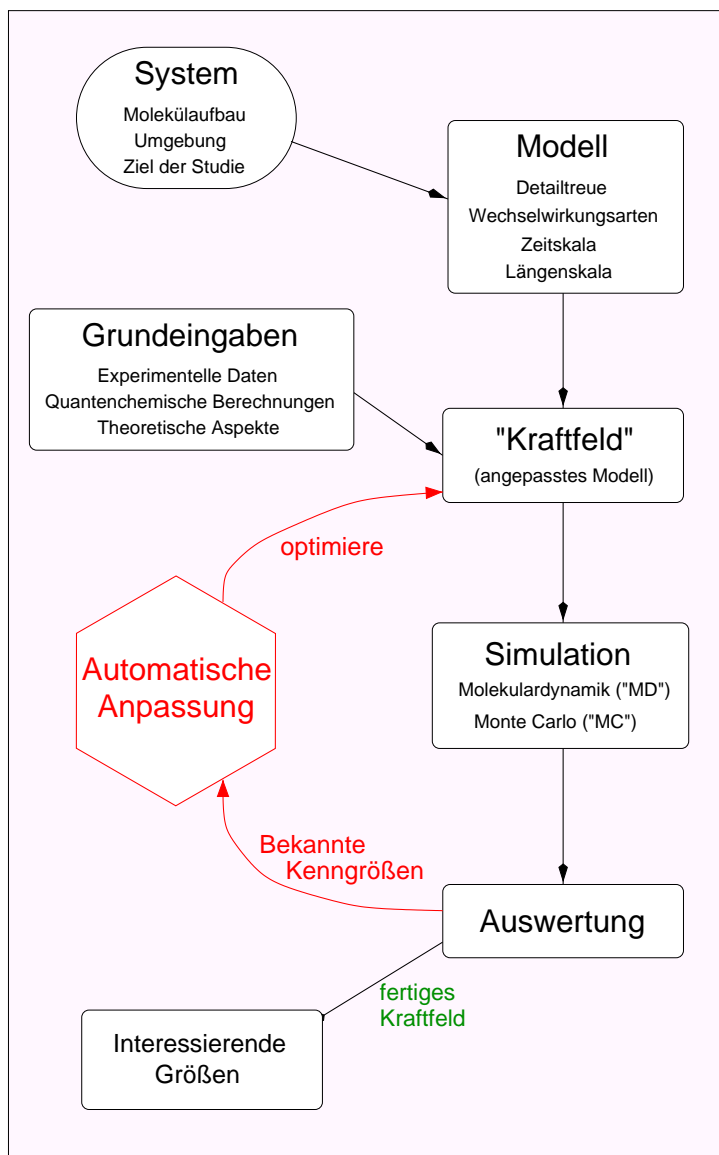 System
Molekülaufbau
Umgebung
Ziel der Studie
Modell
Detailtreue
Wechselwirkungsarten
Zeitskala
Längenskala
Grundeingaben
Experimentelle Daten
Quantenchemische Berechnungen
Theoretische Aspekte
"Kraftfeld"
(angepasstes Modell)
optimiere
Automatische
Anpassung
Simulation
Molekulardynamik ("MD")
Monte Carlo ("MC")
Bekannte
Kenngrößen
Auswertung
fertiges
Kraftfeld
Interessierende
Größen